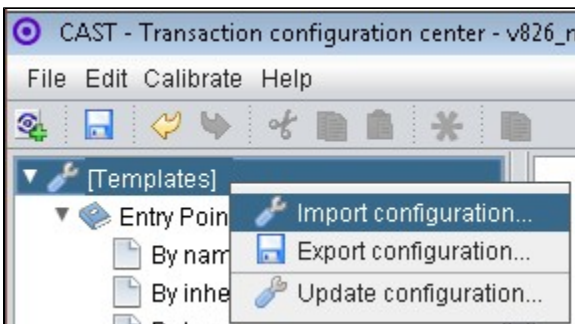 CAST - Transaction configuration center - v826_
File Edit Calibrate Help
[Templates]
Import configuration...
Entry Poin
Export configuration...
By nam
By inhe
Update configuration...